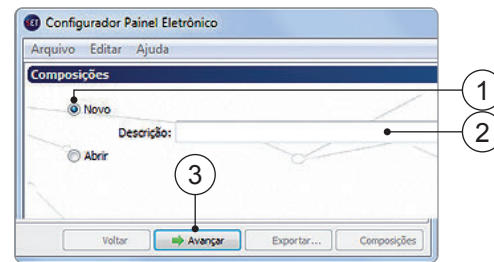 Configurador Painel Eletrônico
Arquivo Editar Ajuda
Composições
1
Novo
Descrição:
2
Abrir
3
Voltar Avançar Exportar... Composições